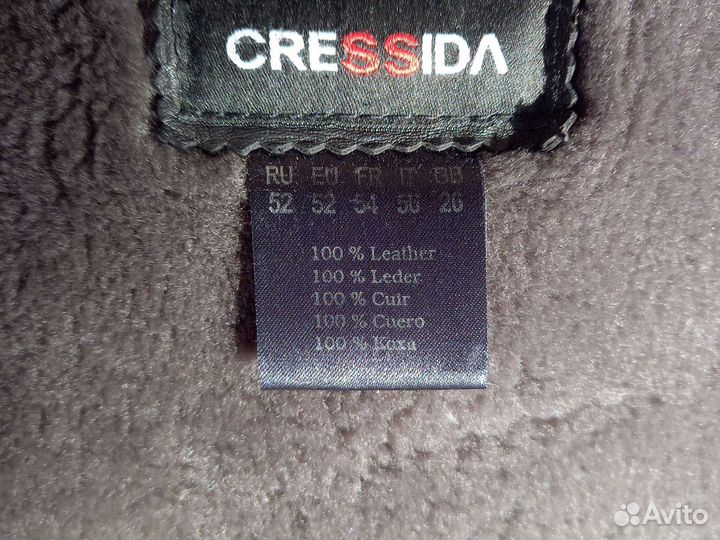 CRESSIDA
RU EU FR IT GB
52 52 54 56 26
100 % Leather
100 % Leder
100 % Cuir
100 % Cuero
100 % Кожа
Avito